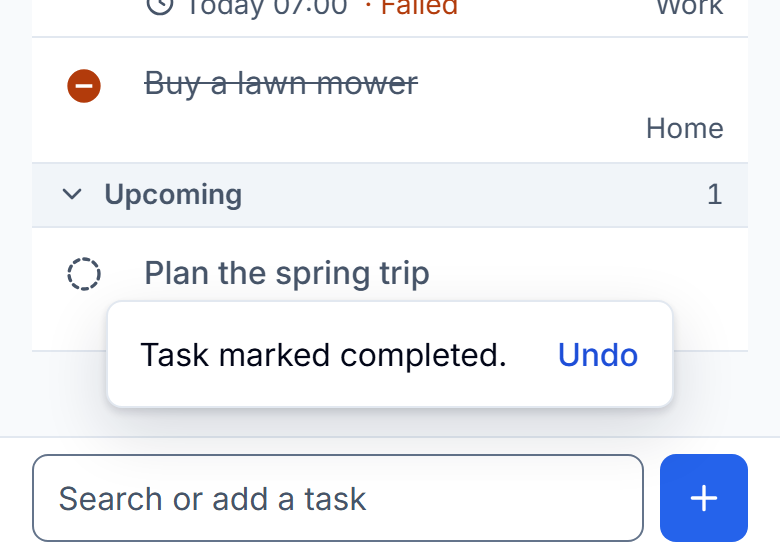 Today 07:00 · Failed
Work
Buy a lawn mower
Home
Upcoming
1
Plan the spring trip
Task marked completed.
Undo
Search or add a task